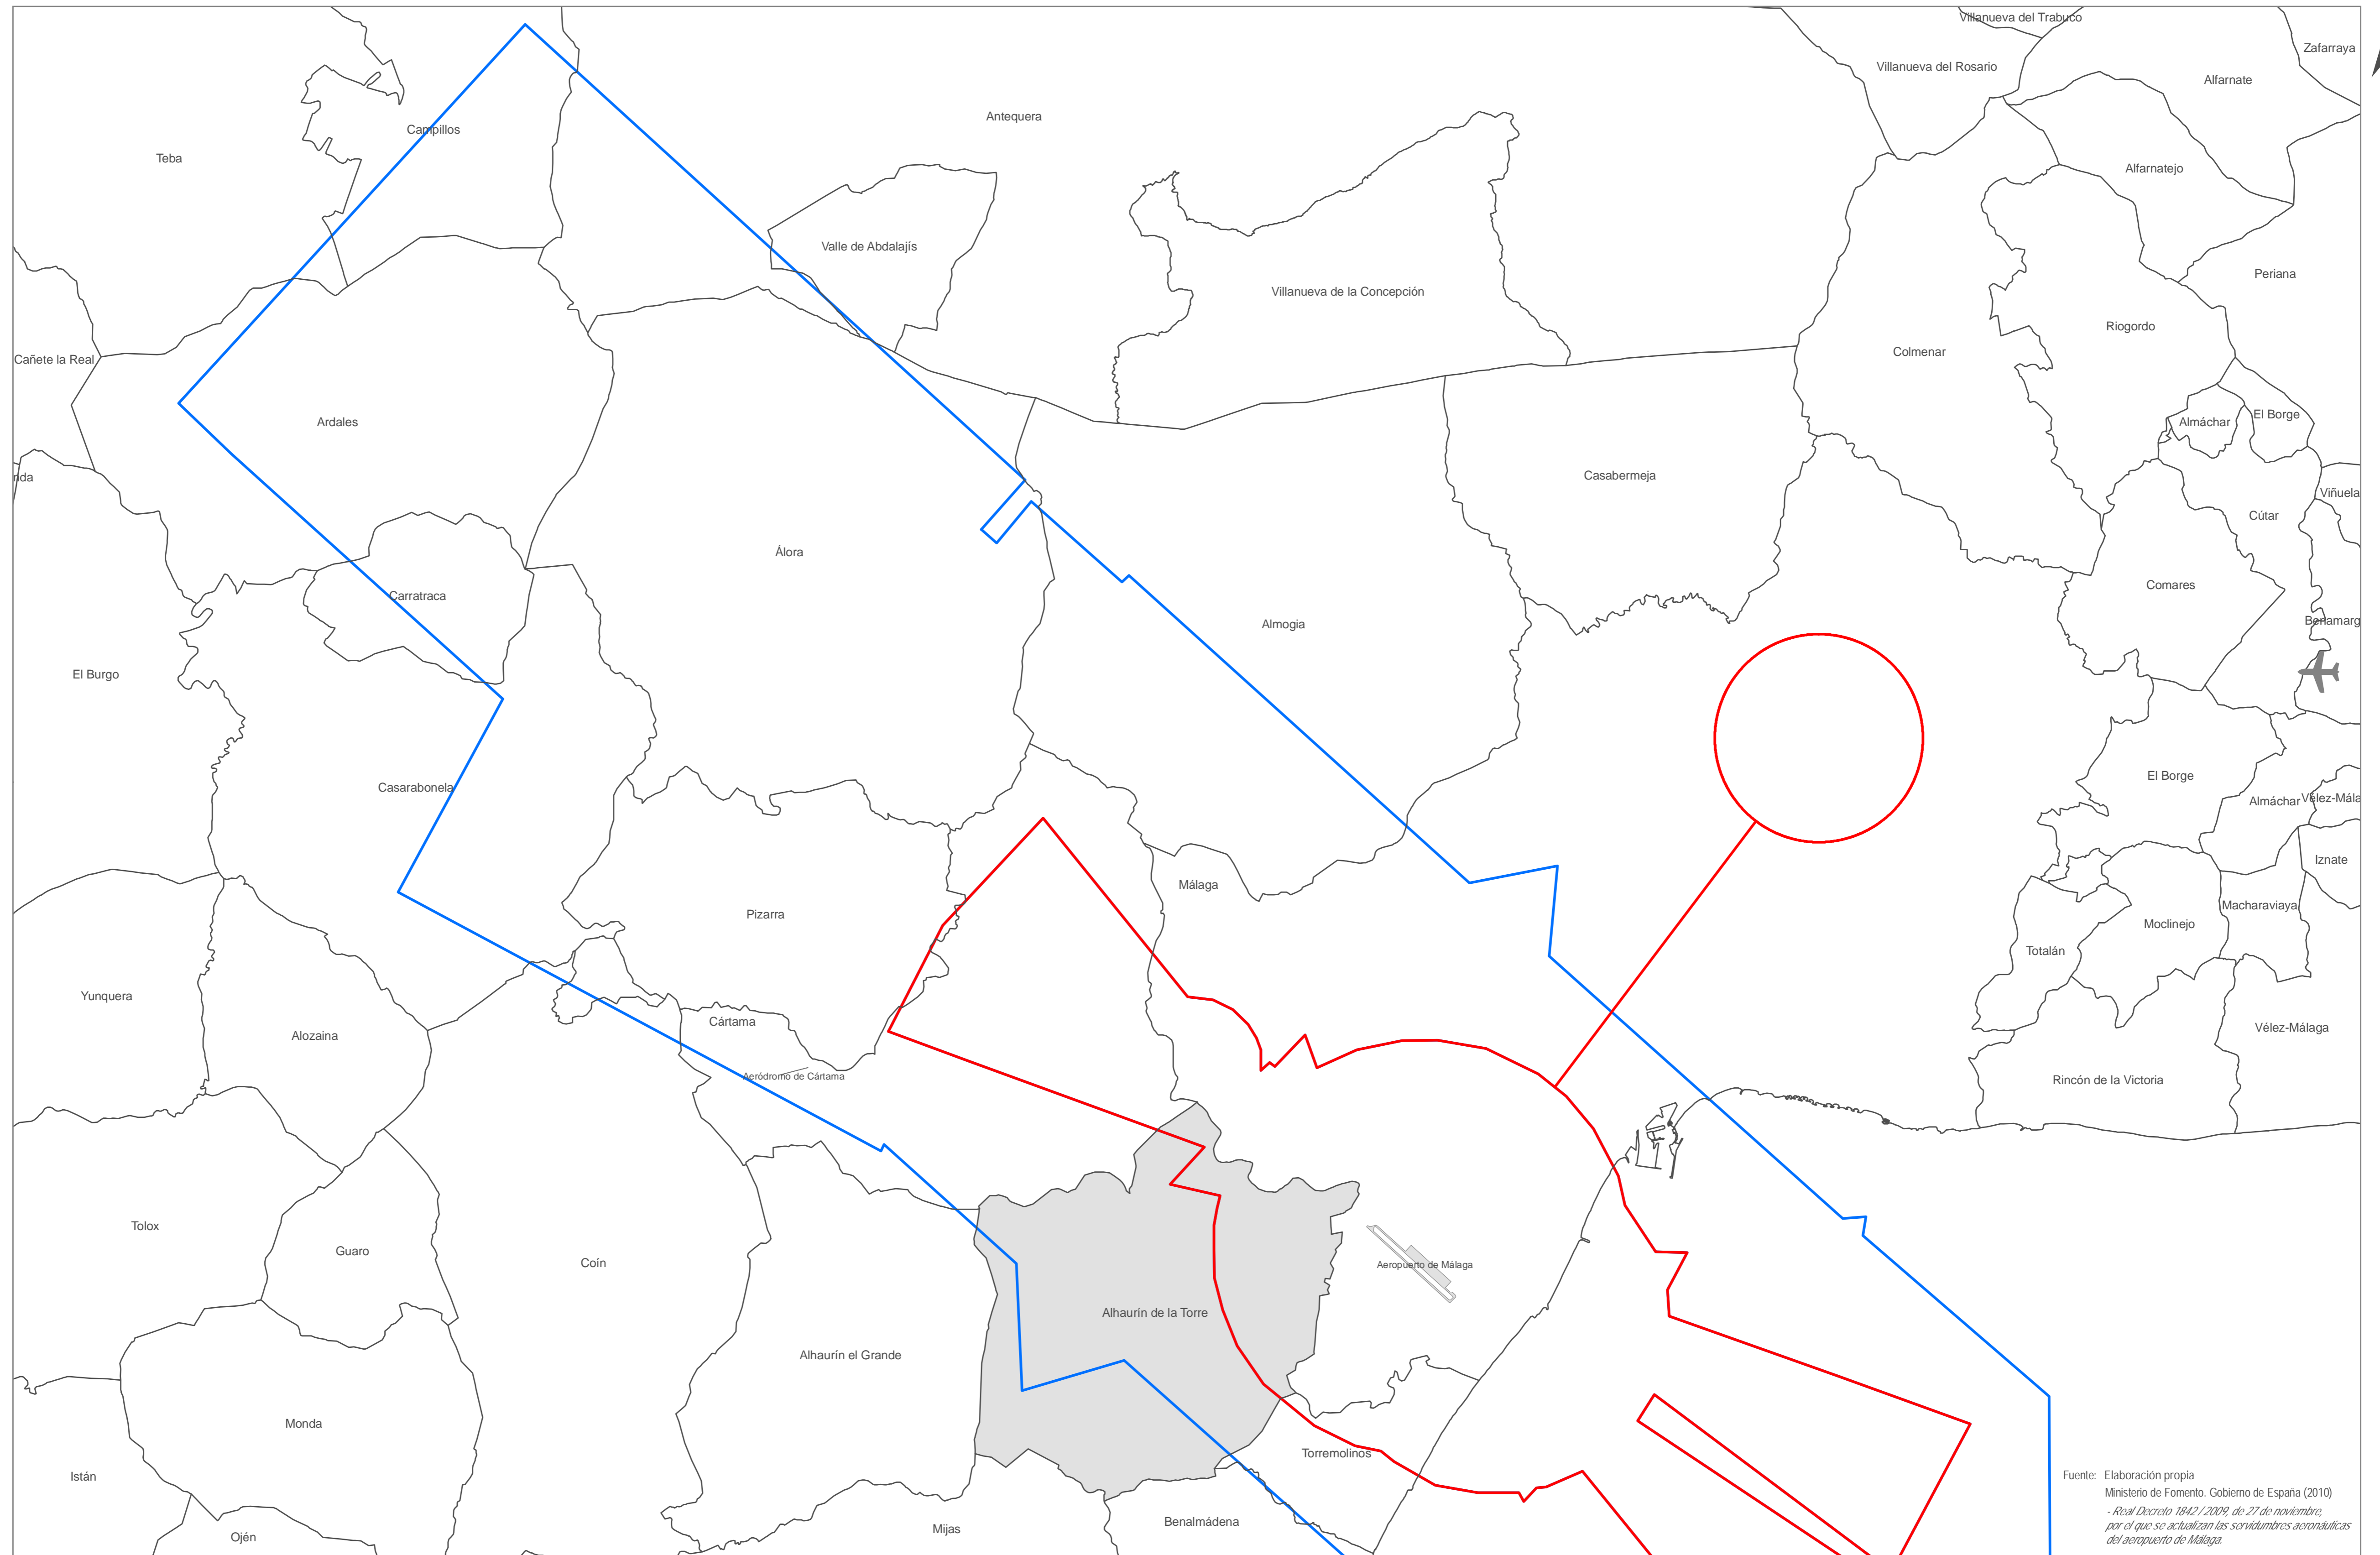 Villanueva del Trabuco
Zafarraya
Villanueva del Rosario
Alfarnate
Antequera
Campillos
Teba
Alfarnatejo
Valle de Abdalajís
Periana
Villanueva de la Concepción
Riogordo
Colmenar
Cañete la Real
El Borge
Almáchar
Ardales
Casabermeja
nda
Viñuela
Cútar
Álora
Comares
Carratraca
Almogia
Benamarg
El Burgo
El Borge
Casarabonela
Almáchar
Vélez-Mála
Iznate
Málaga
Macharaviaya
Pizarra
Moclinejo
Totalán
Yunquera
Cártama
Vélez-Málaga
Alozaina
Aeródromo de Cártama
Rincón de la Victoria
Tolox
Guaro
Coín
Aeropuerto de Málaga
Alhaurín de la Torre
Alhaurín el Grande
Monda
Torremolinos
Istán
Benalmádena
Mijas
Ojén
Fuente: Elaboración propia
Ministerio de Fomento. Gobierno de España (2010)
- Real Decreto 1842 / 2009, de 27 de noviembre,
por el que se actualizan las servidumbres aeronáuticas
del aeropuerto de Málaga.